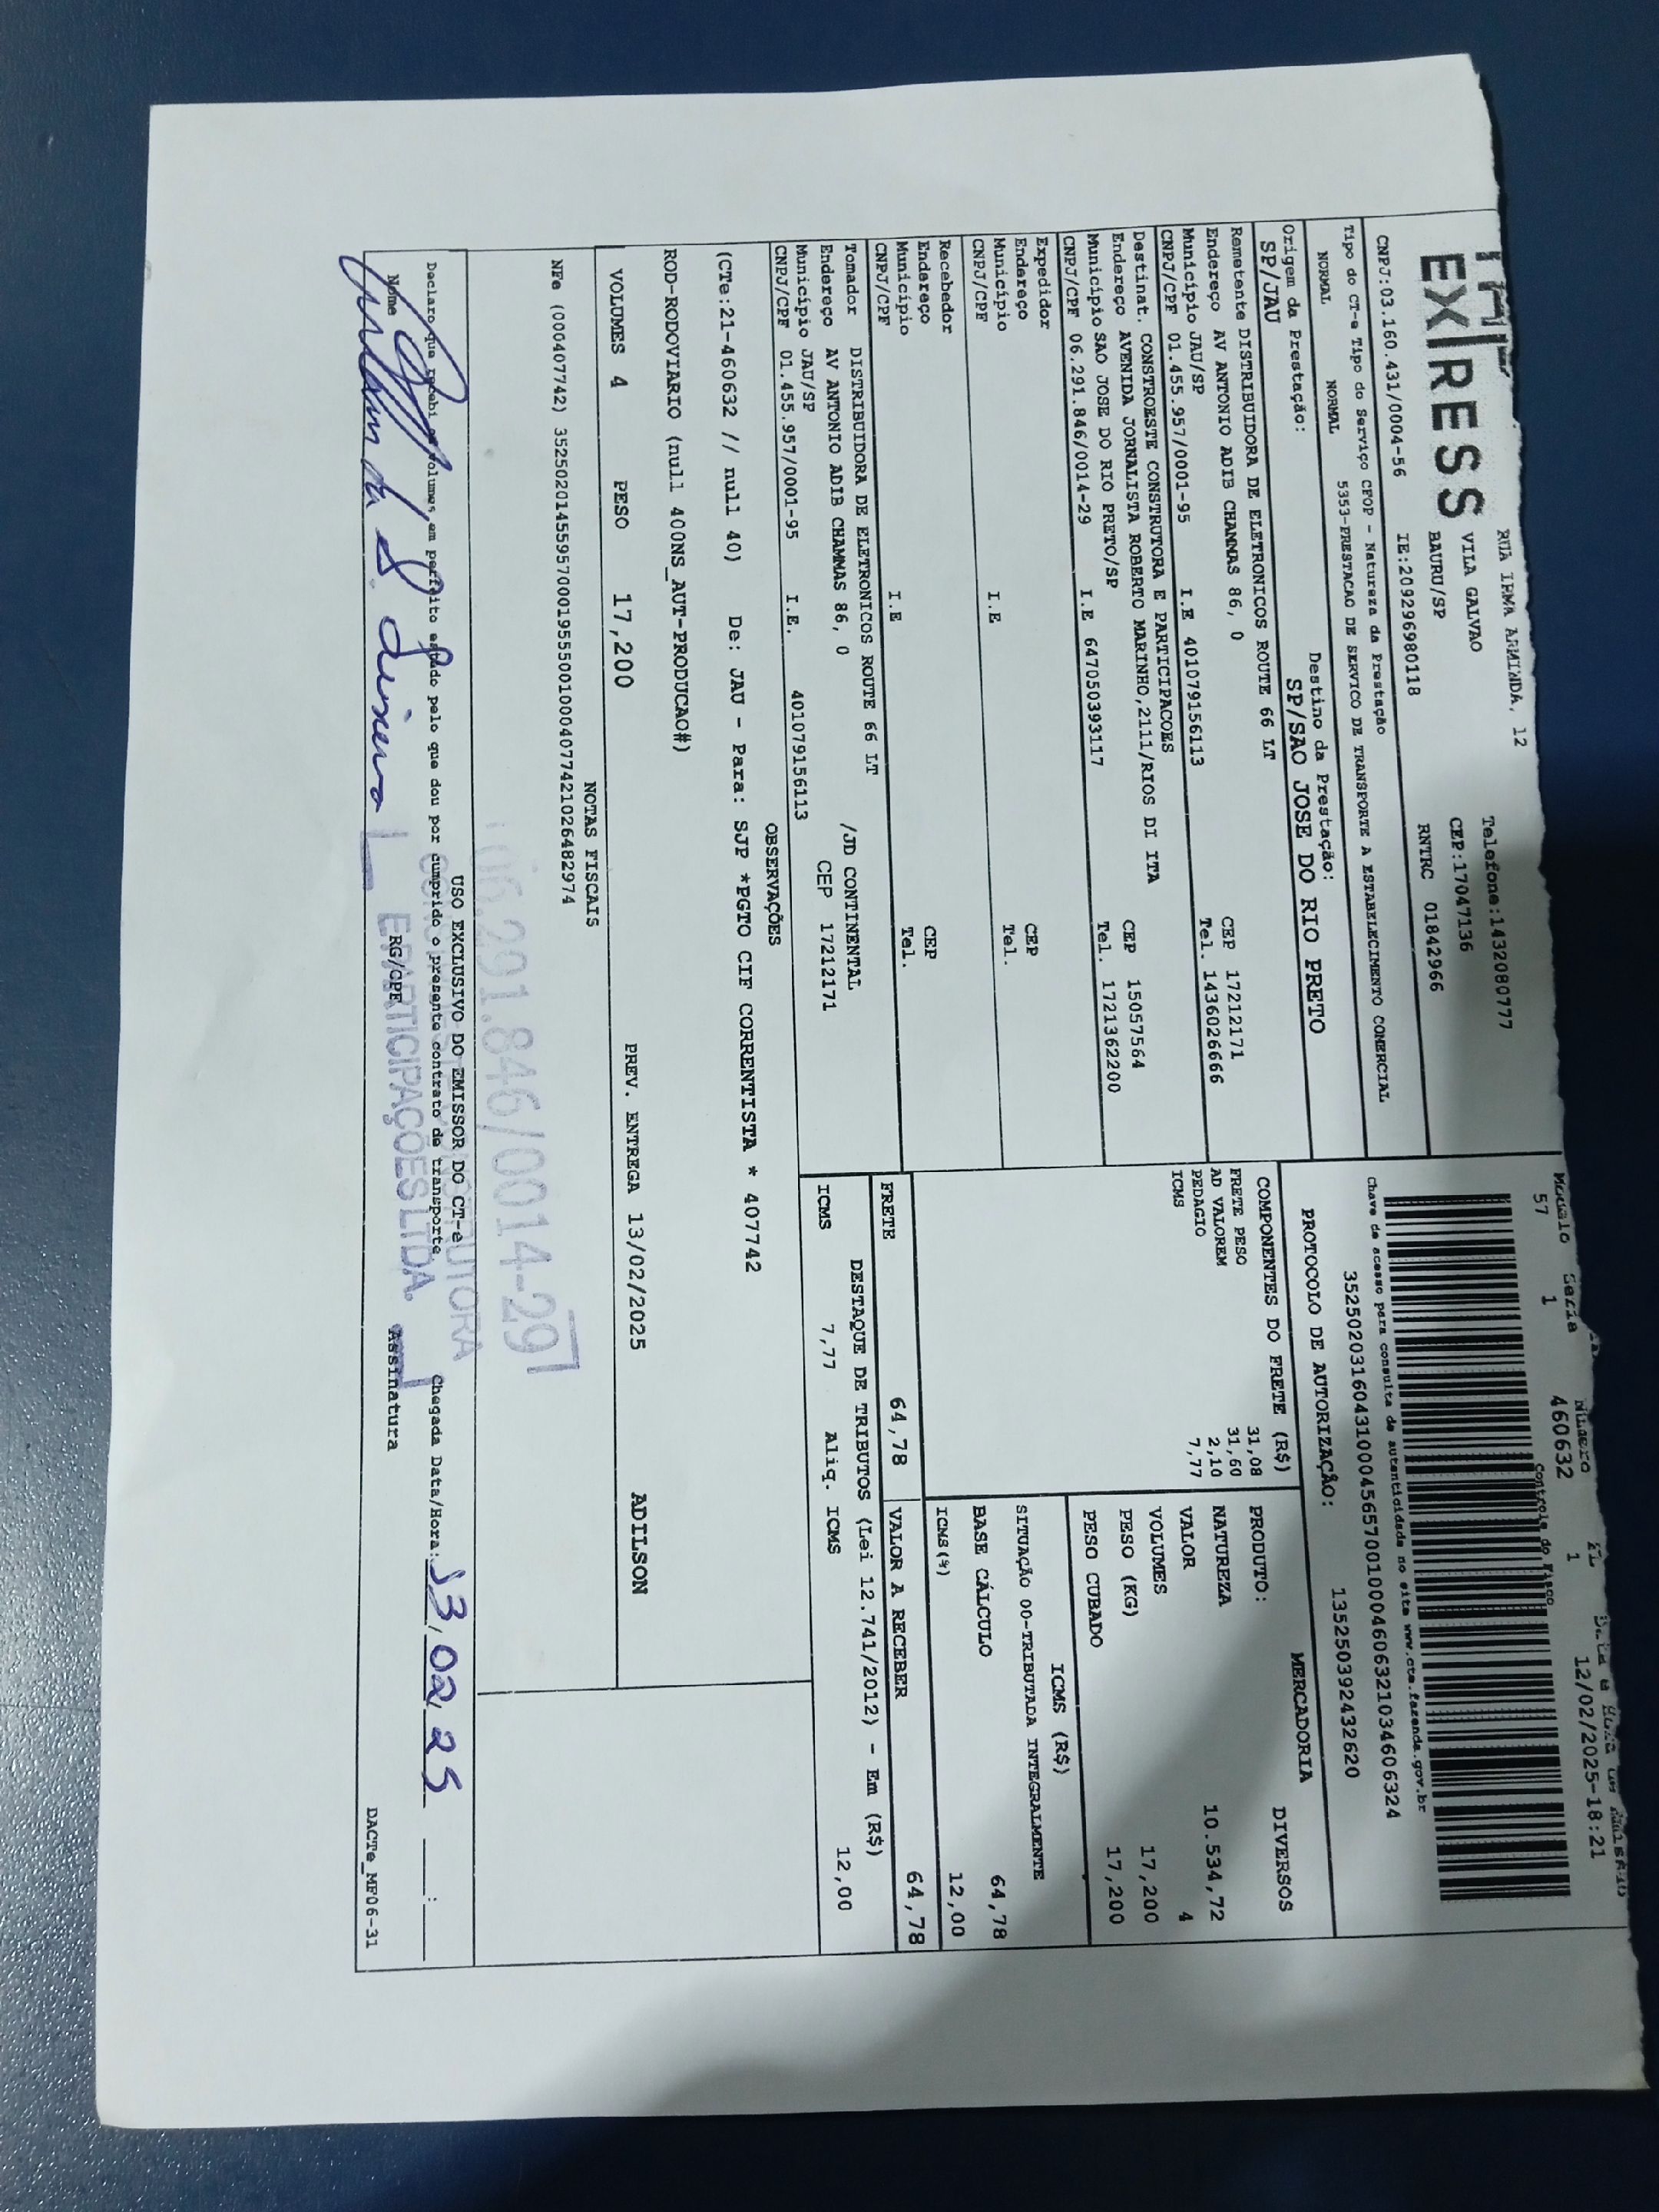 EXPRESS
RUA IRMA ARMINDA, 12
VILA GALVAO
BAURU/SP
Telefone:1432080777
CEP:17047136
CNPJ:03.160.431/0004-56 IE:209296980118 RNTRC 01842966
Modelo Serie Número FL Data e Hora
57 1 460632 1 12/02/2025-18:21
Controle do Fisco
Chave de acesso para consulta de autenticidade no site www.cte.fazenda.gov.br
35250203160431000456570010004606321034606324
Tipo do CT-e Tipo do Serviço CFOP - Natureza da Prestação
NORMAL NORMAL 5353-PRESTACAO DE SERVICO DE TRANSPORTE A ESTABELECIMENTO COMERCIAL
PROTOCOLO DE AUTORIZAÇÃO: 135250392432620
Origem da Prestação: Destino da Prestação:
SP/JAU SP/SAO JOSE DO RIO PRETO
Remetente DISTRIBUIDORA DE ELETRONICOS ROUTE 66 LT
Endereço AV ANTONIO ADIB CHAMMAS 86, 0 CEP 17212171
Município JAU/SP Tel. 1436026666
CNPJ/CPF 01.455.957/0001-95 I.E 401079156113
Destinat. CONSTROESTE CONSTRUTORA E PARTICIPACOES
Endereço AVENIDA JORNALISTA ROBERTO MARINHO,2111/RIOS DI ITA CEP 15057564
Município SAO JOSE DO RIO PRETO/SP Tel. 1721362200
CNPJ/CPF 06.291.846/0014-29 I.E 647050393117
Expedidor
Endereço CEP
Município Tel.
CNPJ/CPF I.E
Recebedor
Endereço CEP
Município Tel.
CNPJ/CPF I.E
Tomador DISTRIBUIDORA DE ELETRONICOS ROUTE 66 LT
Endereço AV ANTONIO ADIB CHAMMAS 86, 0 /JD CONTINENTAL
Município JAU/SP CEP 17212171
CNPJ/CPF 01.455.957/0001-95 I.E. 401079156113
COMPONENTES DO FRETE (R$)
FRETE PESO 31,08
AD VALOREM 31,60
PEDAGIO 2,10
ICMS 7,77
MERCADORIA
PRODUTO: DIVERSOS
NATUREZA
VALOR 10.534,72
VOLUMES 4
PESO (KG) 17,200
PESO CUBADO 17,200
ICMS (R$)
SITUAÇÃO 00-TRIBUTADA INTEGRALMENTE
BASE CÁLCULO 64,78
ICMS(%) 12,00
FRETE 64,78 VALOR A RECEBER 64,78
DESTAQUE DE TRIBUTOS (Lei 12.741/2012) - Em (R$)
ICMS 7,77 Aliq. ICMS 12,00
OBSERVAÇÕES
(CTe:21-460632 // null 40) De: JAU - Para: SJP *PGTO CIF CORRENTISTA * 407742
ROD-RODOVIARIO (null 400NS_AUT-PRODUCAO#)
VOLUMES 4 PESO 17,200 PREV. ENTREGA 13/02/2025 ADILSON
NOTAS FISCAIS
NFe (000407742) 35250201455957000195550010004077421026482974
06.291.846/0014-29
USO EXCLUSIVO DO EMISSOR DO CT-e
Declaro que recebi os volumes em perfeito estado pelo que dou por cumprido o presente contrato de transporte. Chegada Data/Hora: 13/02/25 __:__
E PARTICIPAÇÕES LTDA.
Nome RG/CPF Assinatura
DACTe_MF06-31